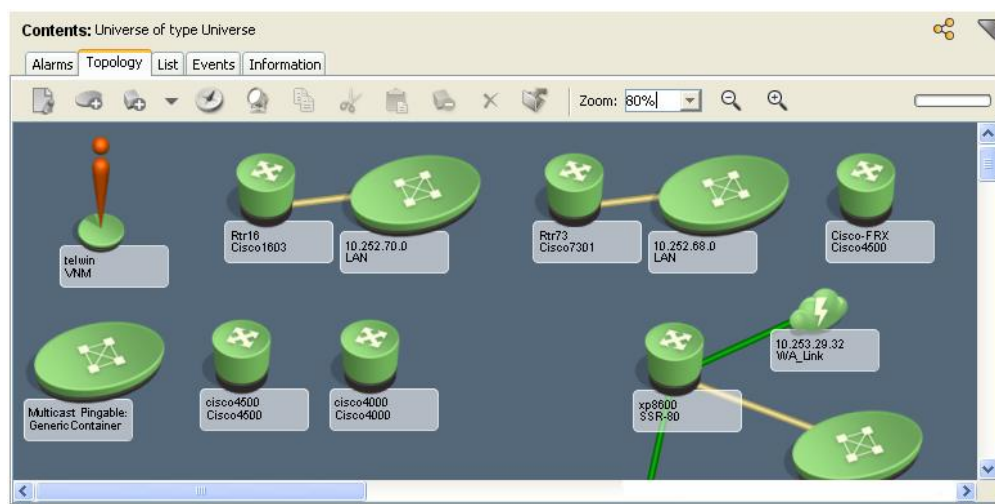 Contents: Universe of type Universe
Alarms Topology List Events Information
Zoom: 80%
telwin
VNM
Rtr16
Cisco1603
10.252.70.0
LAN
Rtr73
Cisco7301
10.252.68.0
LAN
Cisco-FRX
Cisco4500
Multicast Pingable:
GenericContainer
cisco4500
Cisco4500
cisco4000
Cisco4000
xp8600
SSR-80
10.253.29.32
WA_Link